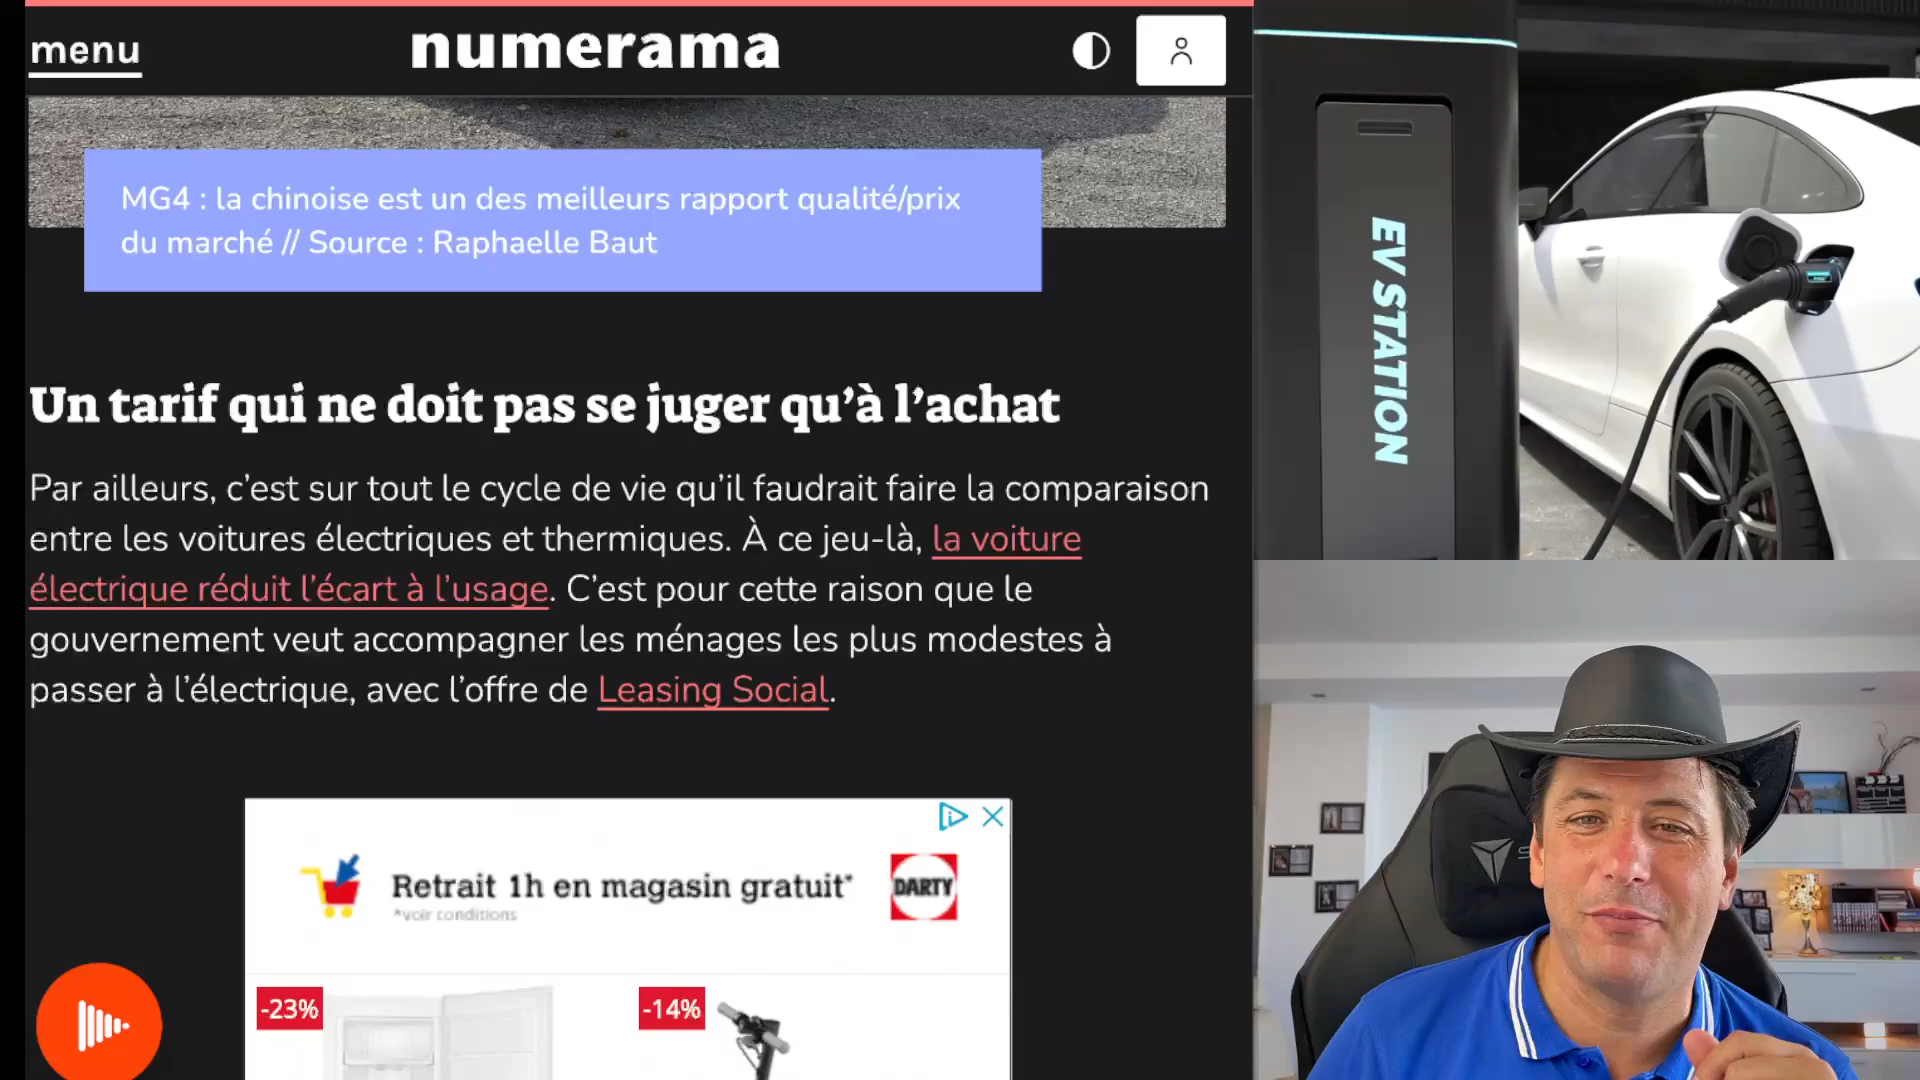 menu
numerama
MG4 : la chinoise est un des meilleurs rapport qualité/prix
du marché // Source : Raphaelle Baut
Un tarif qui ne doit pas se juger qu’à l’achat
Par ailleurs, c’est sur tout le cycle de vie qu’il faudrait faire la comparaison
entre les voitures électriques et thermiques. À ce jeu-là, la voiture
électrique réduit l’écart à l’usage. C’est pour cette raison que le
gouvernement veut accompagner les ménages les plus modestes à
passer à l’électrique, avec l’offre de Leasing Social.
Retrait 1h en magasin gratuit*
*voir conditions
DARTY
-23%
-14%
EV STATION